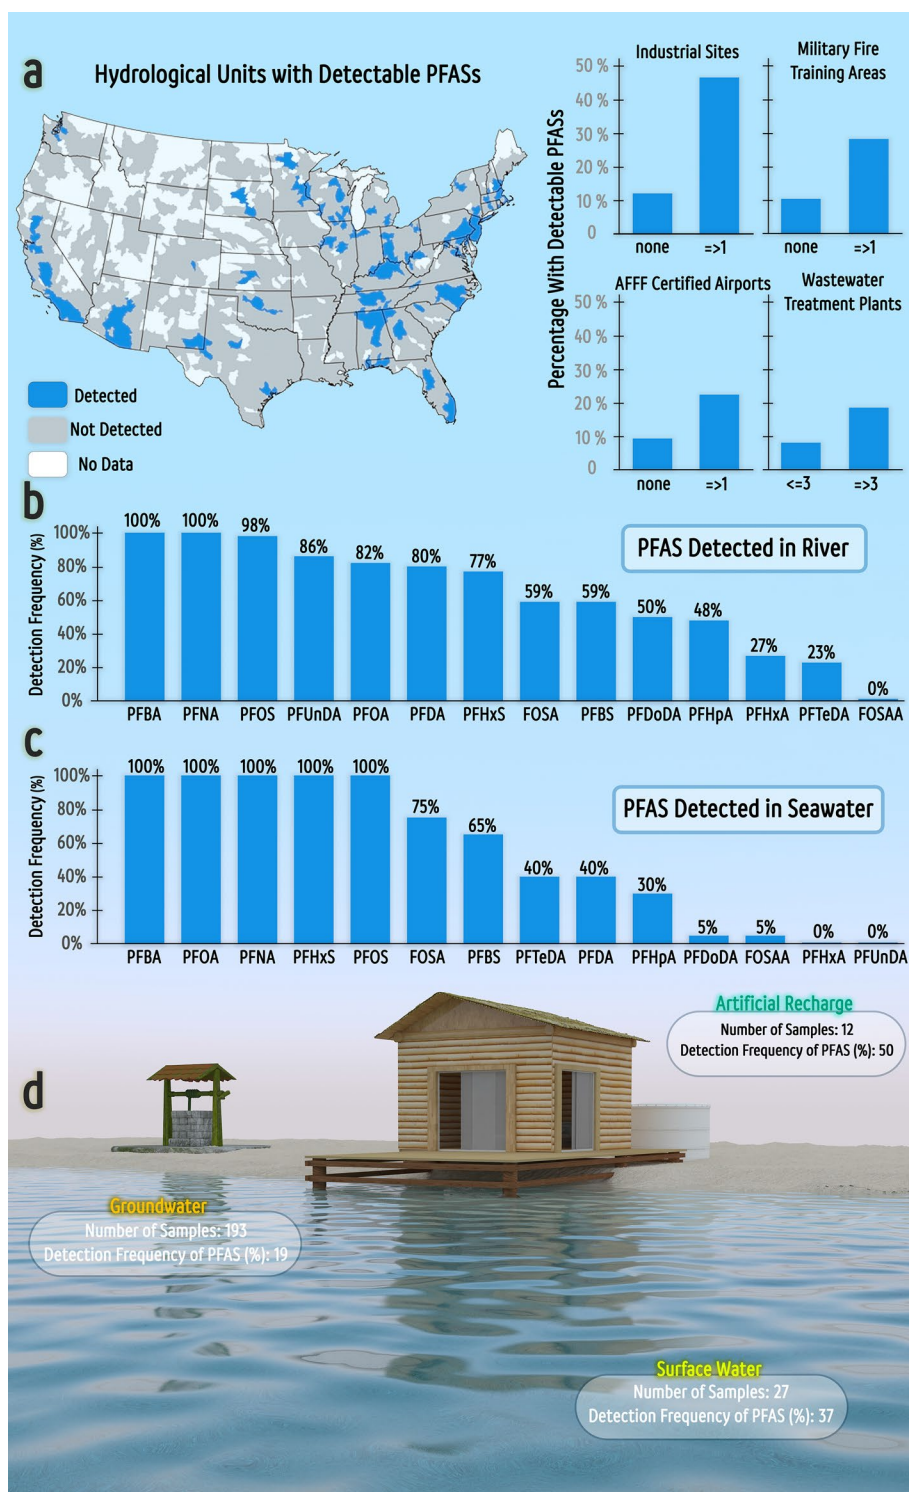 a
Hydrological Units with Detectable PFASs
Detected
Not Detected
No Data
Percentage With Detectable PFASs
Industrial Sites
50 %
40 %
30 %
20 %
10 %
0
none =>1
Military Fire
Training Areas
none =>1
AFFF Certified Airports
50 %
40 %
30 %
20 %
10 %
0
none =>1
Wastewater
Treatment Plants
<=3 =>3
b
PFAS Detected in River
Detection Frequency (%)
100%
80%
60%
40%
20%
0%
100% 100% 98% 86% 82% 80% 77% 59% 59% 50% 48% 27% 23% 0%
PFBA PFNA PFOS PFUnDA PFOA PFDA PFHxS FOSA PFBS PFDoDA PFHpA PFHxA PFTeDA FOSAA
c
PFAS Detected in Seawater
Detection Frequency (%)
100%
80%
60%
40%
20%
0%
100% 100% 100% 100% 100% 75% 65% 40% 40% 30% 5% 5% 0% 0%
PFBA PFOA PFNA PFHxS PFOS FOSA PFBS PFTeDA PFDA PFHpA PFDoDA FOSAA PFHxA PFUnDA
d
Artificial Recharge
Number of Samples: 12
Detection Frequency of PFAS (%): 50
Groundwater
Number of Samples: 193
Detection Frequency of PFAS (%): 19
Surface Water
Number of Samples: 27
Detection Frequency of PFAS (%): 37